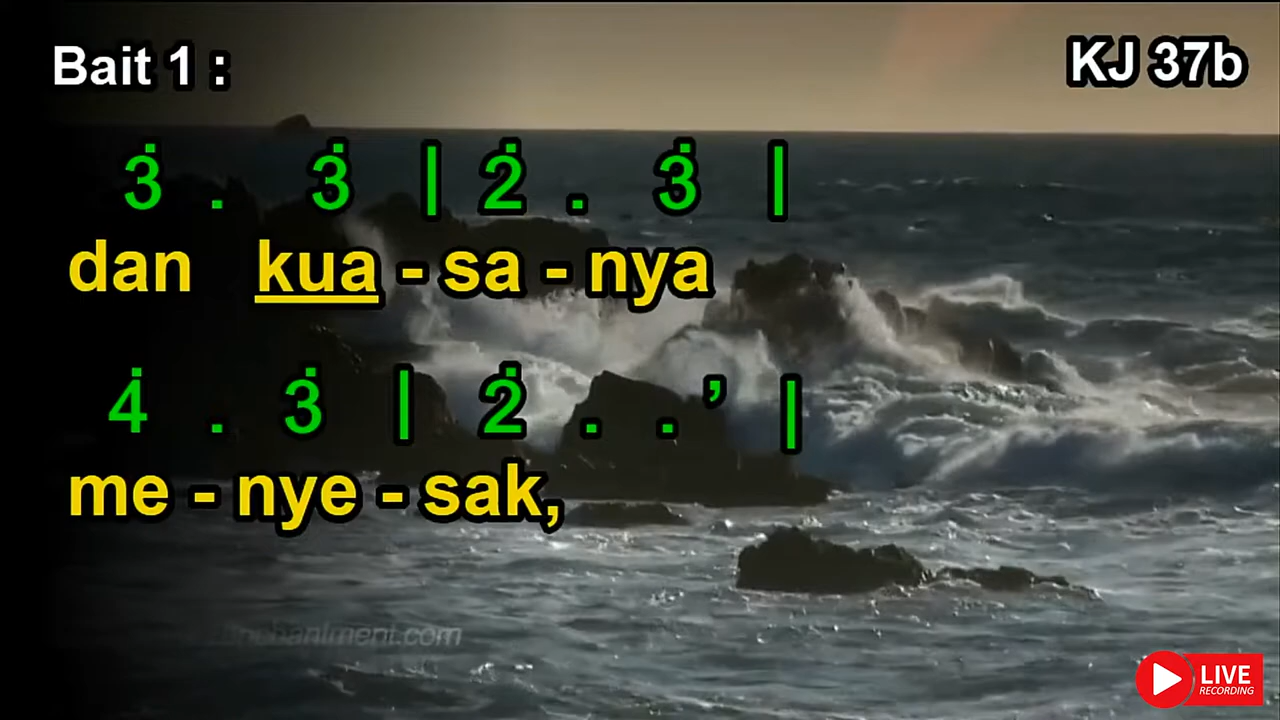 Bait 1 :
KJ 37b
3̇ . 3̇ | 2̇ . 3̇ |
dan kua - sa - nya
4̇ . 3̇ | 2̇ . . ’ |
me - nye - sak,
LIVE
RECORDING